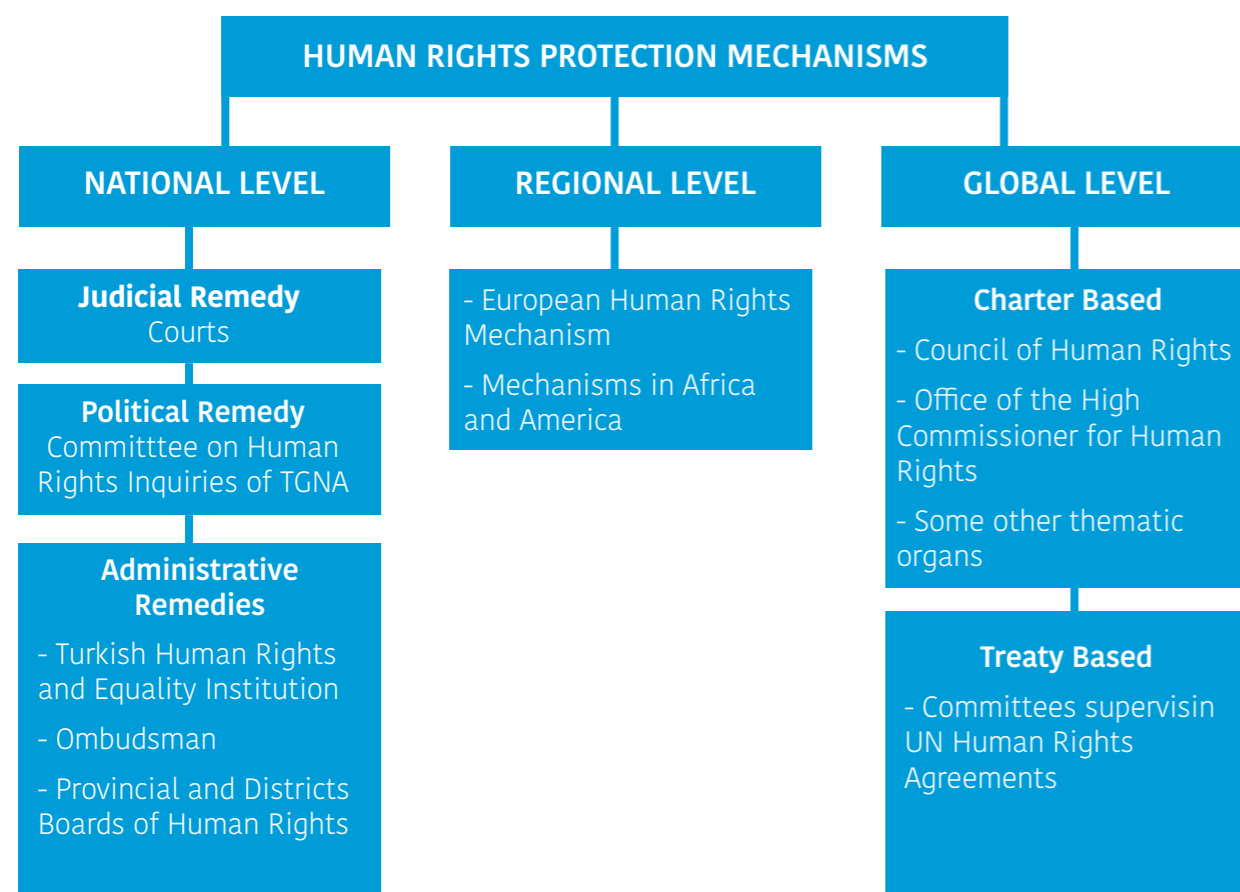 HUMAN RIGHTS PROTECTION MECHANISMS
NATIONAL LEVEL
Judicial Remedy
Courts
Political Remedy
Committtee on Human
Rights Inquiries of TGNA
Administrative
Remedies
- Turkish Human Rights
and Equality Institution
- Ombudsman
- Provincial and Districts
Boards of Human Rights
REGIONAL LEVEL
- European Human Rights
Mechanism
- Mechanisms in Africa
and America
GLOBAL LEVEL
Charter Based
- Council of Human Rights
- Office of the High
Commissioner for Human
Rights
- Some other thematic
organs
Treaty Based
- Committees supervisin
UN Human Rights
Agreements